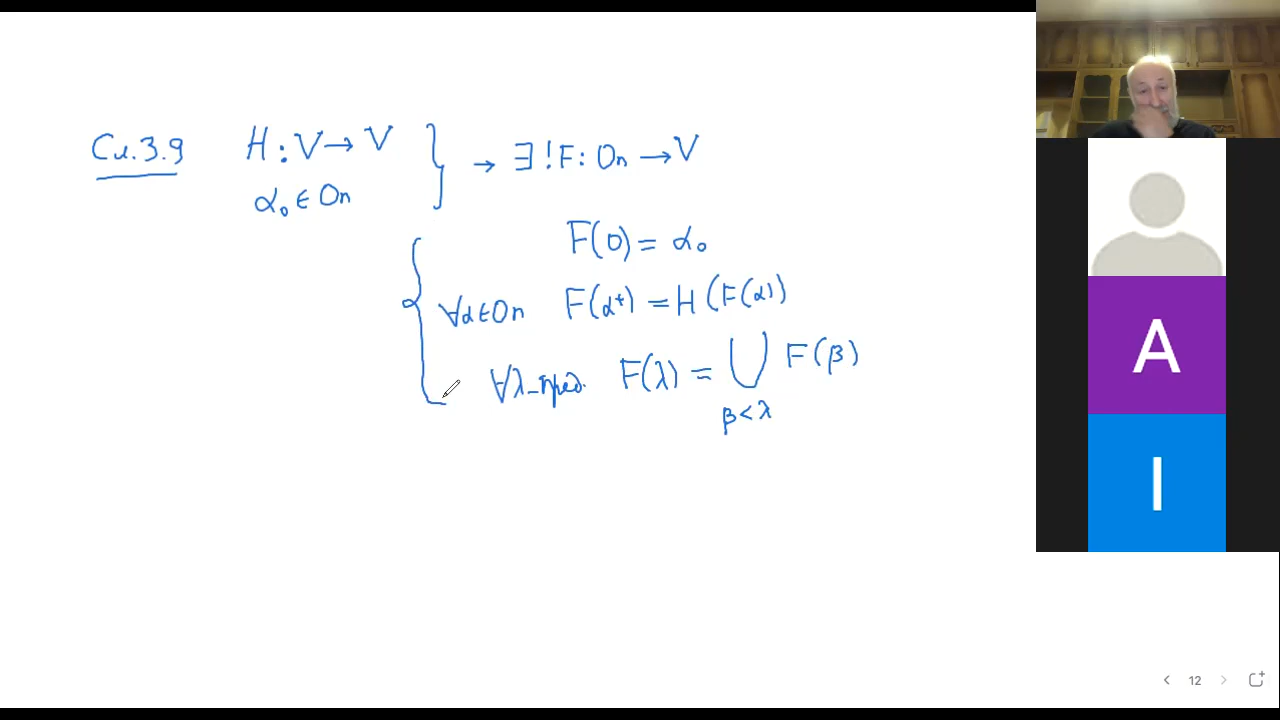 Сл.3.9 H : V → V } → ∃ ! F : On → V
α₀ ∈ On
F(0) = α₀
∀α∈On F(α⁺) = H (F(α))
∀λ–пред. F(λ) = ⋃ F(β)
β<λ
A
I
12